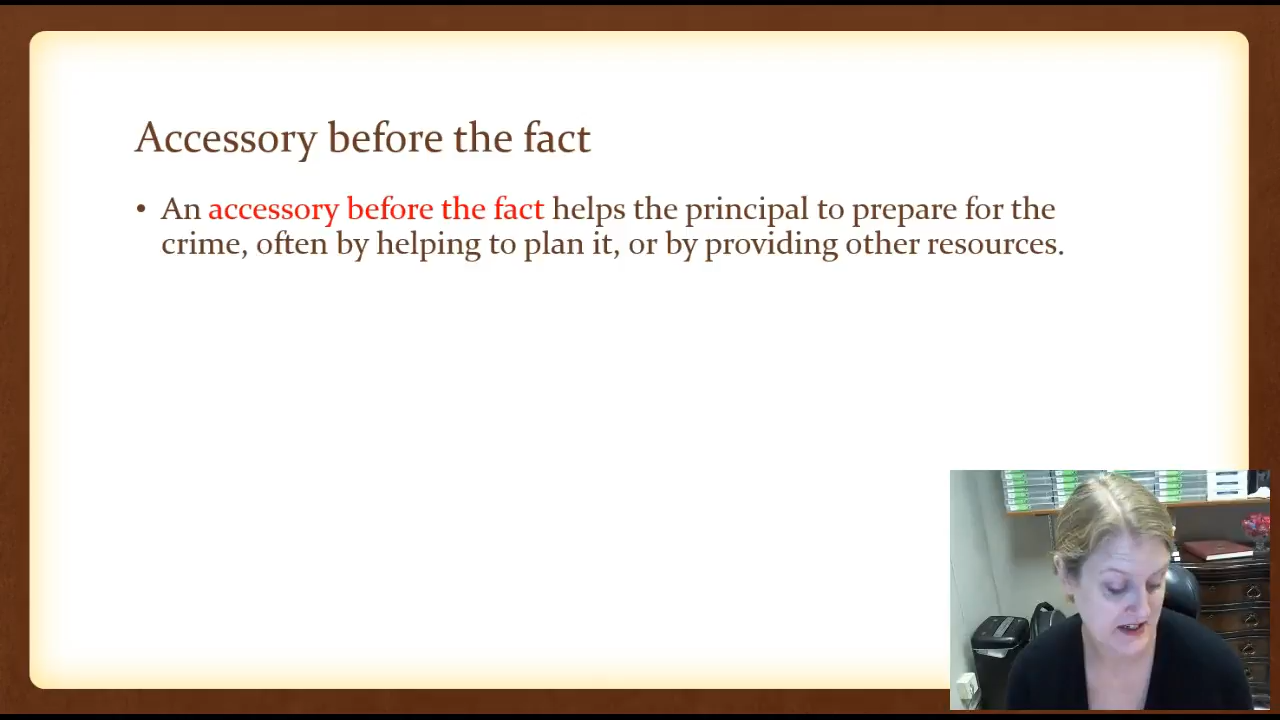 Accessory before the fact
• An accessory before the fact helps the principal to prepare for the
crime, often by helping to plan it, or by providing other resources.